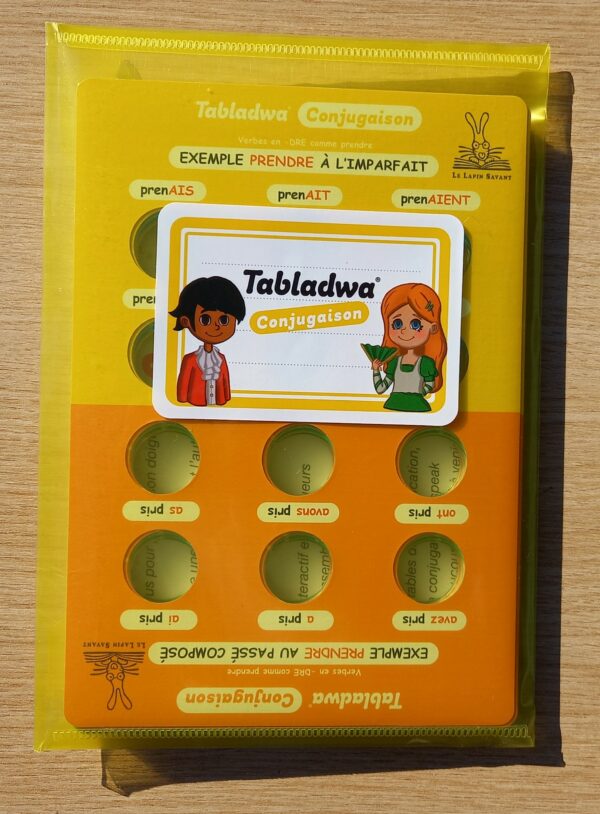 Tabladwa® Conjugaison
Verbes en -DRE comme prendre
EXEMPLE PRENDRE À L'IMPARFAIT
LE LAPIN SAVANT
prenAIS
prenAIT
prenAIENT
Tabladwa®
Conjugaison
as pris
avons pris
ont pris
ai pris
a pris
avez pris
EXEMPLE PRENDRE AU PASSÉ COMPOSÉ
LE LAPIN SAVANT
Verbes en -DRE comme prendre
Tabladwa® Conjugaison